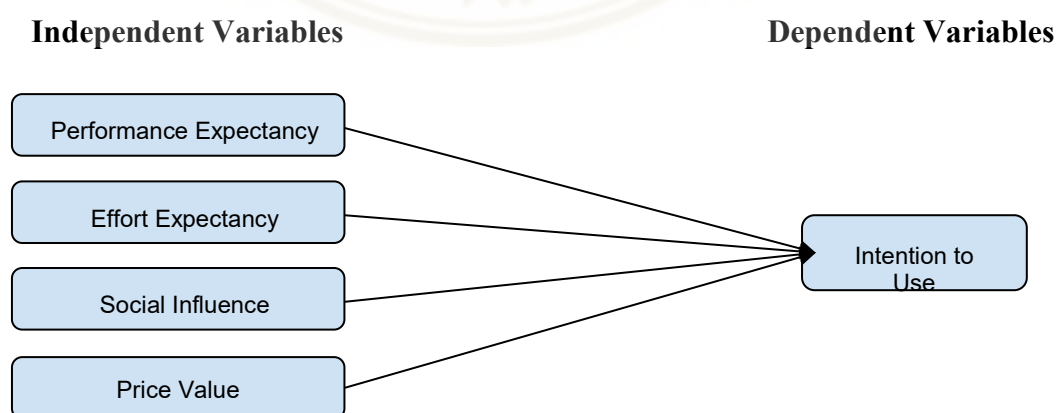 Independent Variables
Dependent Variables
Performance Expectancy
Effort Expectancy
Social Influence
Price Value
Intention to
Use